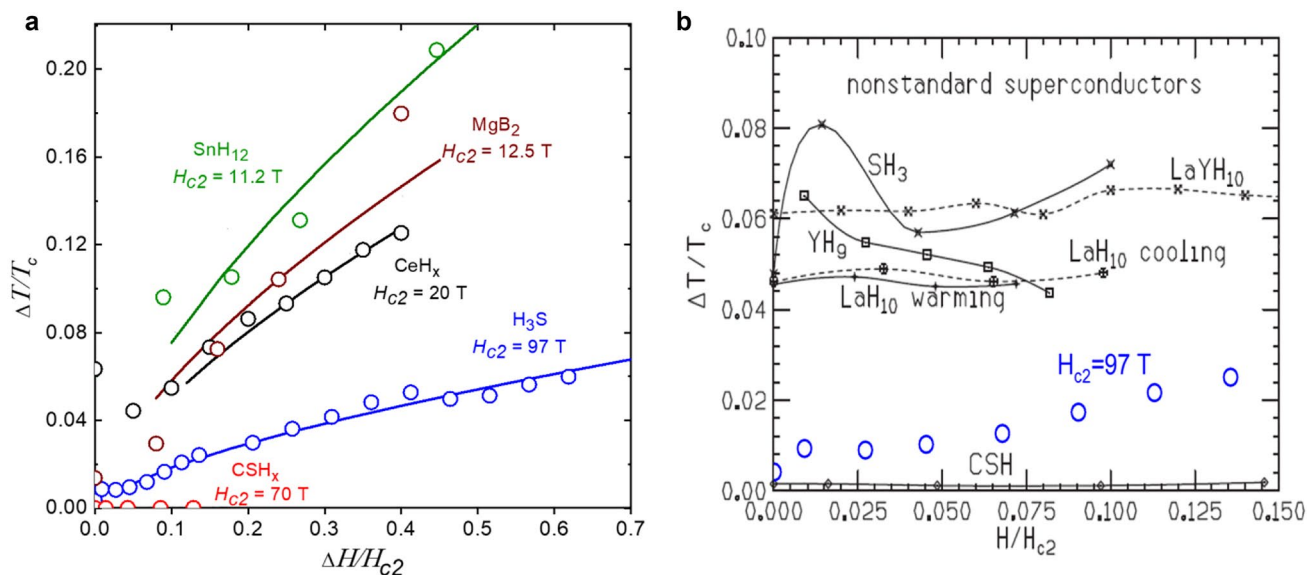 a
0.20
0.16
0.12
0.08
0.04
0.00
ΔT/Tc
SnH12
Hc2 = 11.2 T
MgB2
Hc2 = 12.5 T
CeHx
Hc2 = 20 T
H3S
Hc2 = 97 T
CSHx
Hc2 = 70 T
0.0 0.1 0.2 0.3 0.4 0.5 0.6 0.7
ΔH/Hc2
b
0.10
0.08
0.06
0.04
0.02
0.00
ΔT/Tc
nonstandard superconductors
SH3
LaYH10
YH9
LaH10 cooling
LaH10 warming
Hc2=97 T
CSH
0.000 0.025 0.050 0.075 0.100 0.125 0.150
H/Hc2